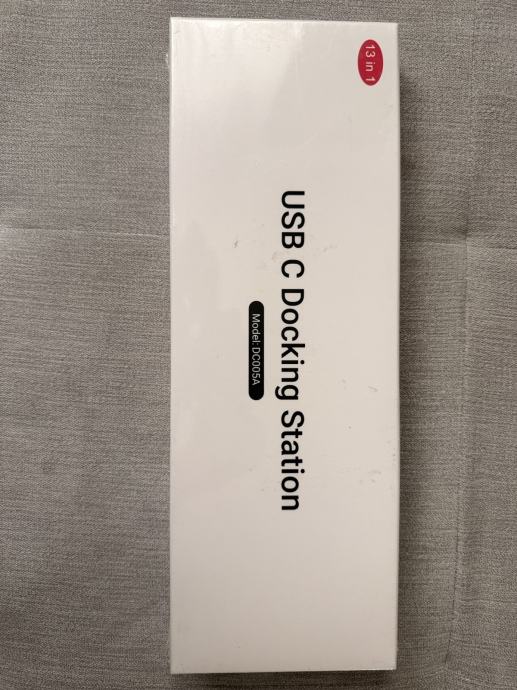 13 in 1
USB C Docking Station
Model:DC005A